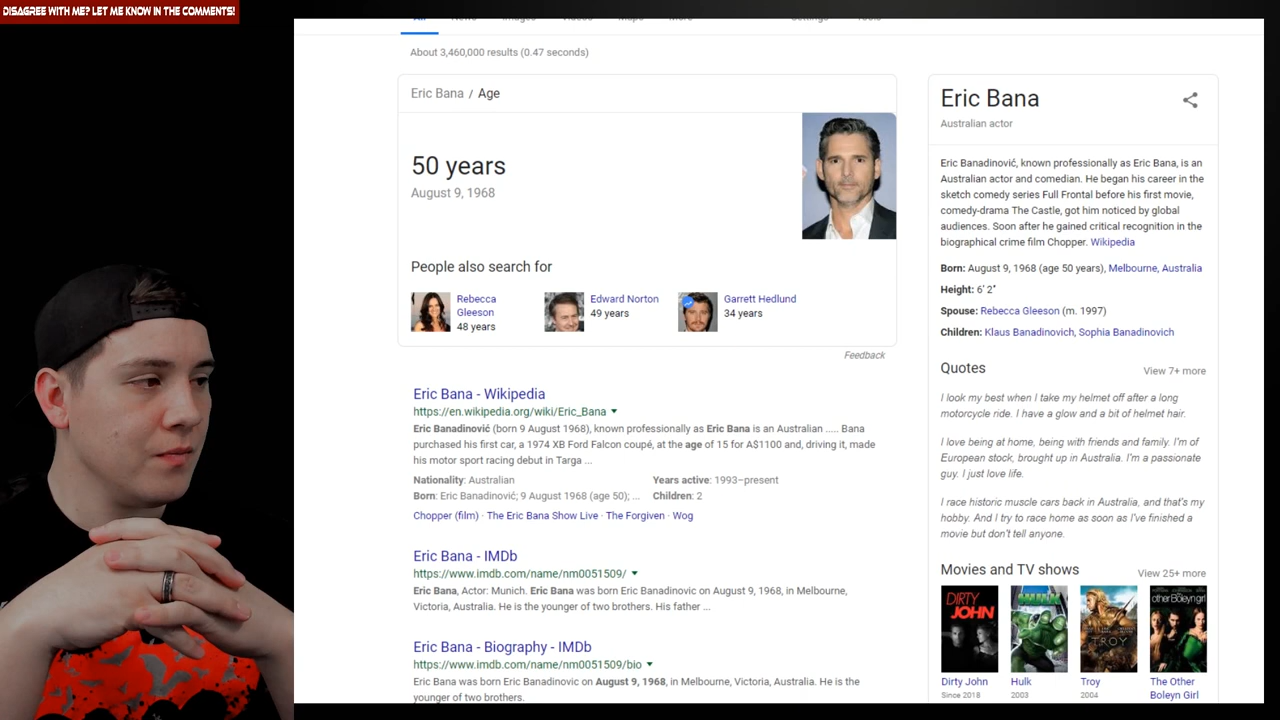 DISAGREE WITH ME? LET ME KNOW IN THE COMMENTS!
All News Images Videos Maps More Settings Tools
About 3,460,000 results (0.47 seconds)
Eric Bana / Age
50 years
August 9, 1968
People also search for
Rebecca Gleeson
48 years
Edward Norton
49 years
Garrett Hedlund
34 years
Feedback
Eric Bana - Wikipedia
https://en.wikipedia.org/wiki/Eric_Bana
Eric Banadinović (born 9 August 1968), known professionally as Eric Bana is an Australian ..... Bana
purchased his first car, a 1974 XB Ford Falcon coupé, at the age of 15 for A$1100 and, driving it, made
his motor sport racing debut in Targa ...
Nationality: Australian
Years active: 1993–present
Born: Eric Banadinović; 9 August 1968 (age 50); ...
Children: 2
Chopper (film) · The Eric Bana Show Live · The Forgiven · Wog
Eric Bana - IMDb
https://www.imdb.com/name/nm0051509/
Eric Bana, Actor: Munich. Eric Bana was born Eric Banadinovic on August 9, 1968, in Melbourne,
Victoria, Australia. He is the younger of two brothers. His father ...
Eric Bana - Biography - IMDb
https://www.imdb.com/name/nm0051509/bio
Eric Bana was born Eric Banadinovic on August 9, 1968, in Melbourne, Victoria, Australia. He is the
younger of two brothers.
Eric Bana
Australian actor
Eric Banadinović, known professionally as Eric Bana, is an
Australian actor and comedian. He began his career in the
sketch comedy series Full Frontal before his first movie,
comedy-drama The Castle, got him noticed by global
audiences. Soon after he gained critical recognition in the
biographical crime film Chopper. Wikipedia
Born: August 9, 1968 (age 50 years), Melbourne, Australia
Height: 6′ 2″
Spouse: Rebecca Gleeson (m. 1997)
Children: Klaus Banadinovich, Sophia Banadinovich
Quotes
View 7+ more
I look my best when I take my helmet off after a long
motorcycle ride. I have a glow and a bit of helmet hair.
I love being at home, being with friends and family. I'm of
European stock, brought up in Australia. I'm a passionate
guy. I just love life.
I race historic muscle cars back in Australia, and that's my
hobby. And I try to race home as soon as I've finished a
movie but don't tell anyone.
Movies and TV shows
View 25+ more
DIRTY JOHN
HULK
TROY
other Boleyn girl
Dirty John
Since 2018
Hulk
2003
Troy
2004
The Other
Boleyn Girl